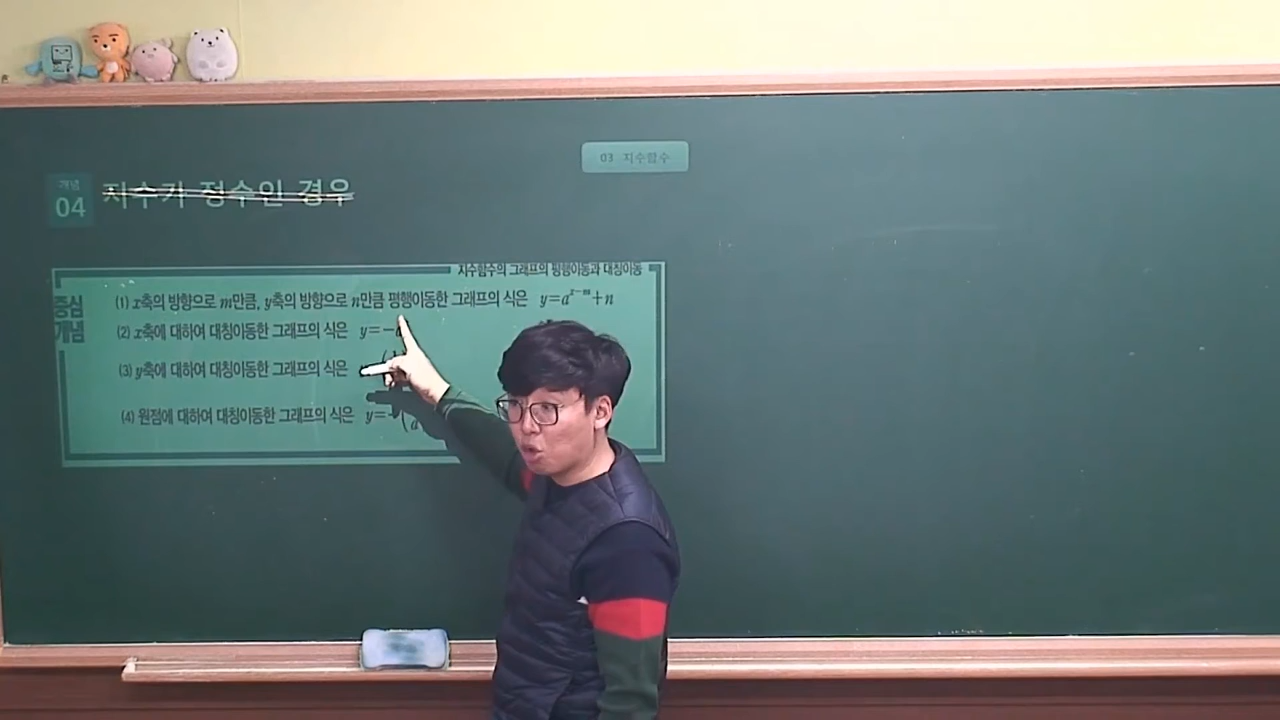 03 지수함수
개념
04
지수가 정수인 경우
지수함수의 그래프의 평행이동과 대칭이동
중심
개념
(1) x축의 방향으로 m만큼, y축의 방향으로 n만큼 평행이동한 그래프의 식은 y=a^{x-m}+n
(2) x축에 대하여 대칭이동한 그래프의 식은 y=-
(3) y축에 대하여 대칭이동한 그래프의 식은
(4) 원점에 대하여 대칭이동한 그래프의 식은 y=-(
a